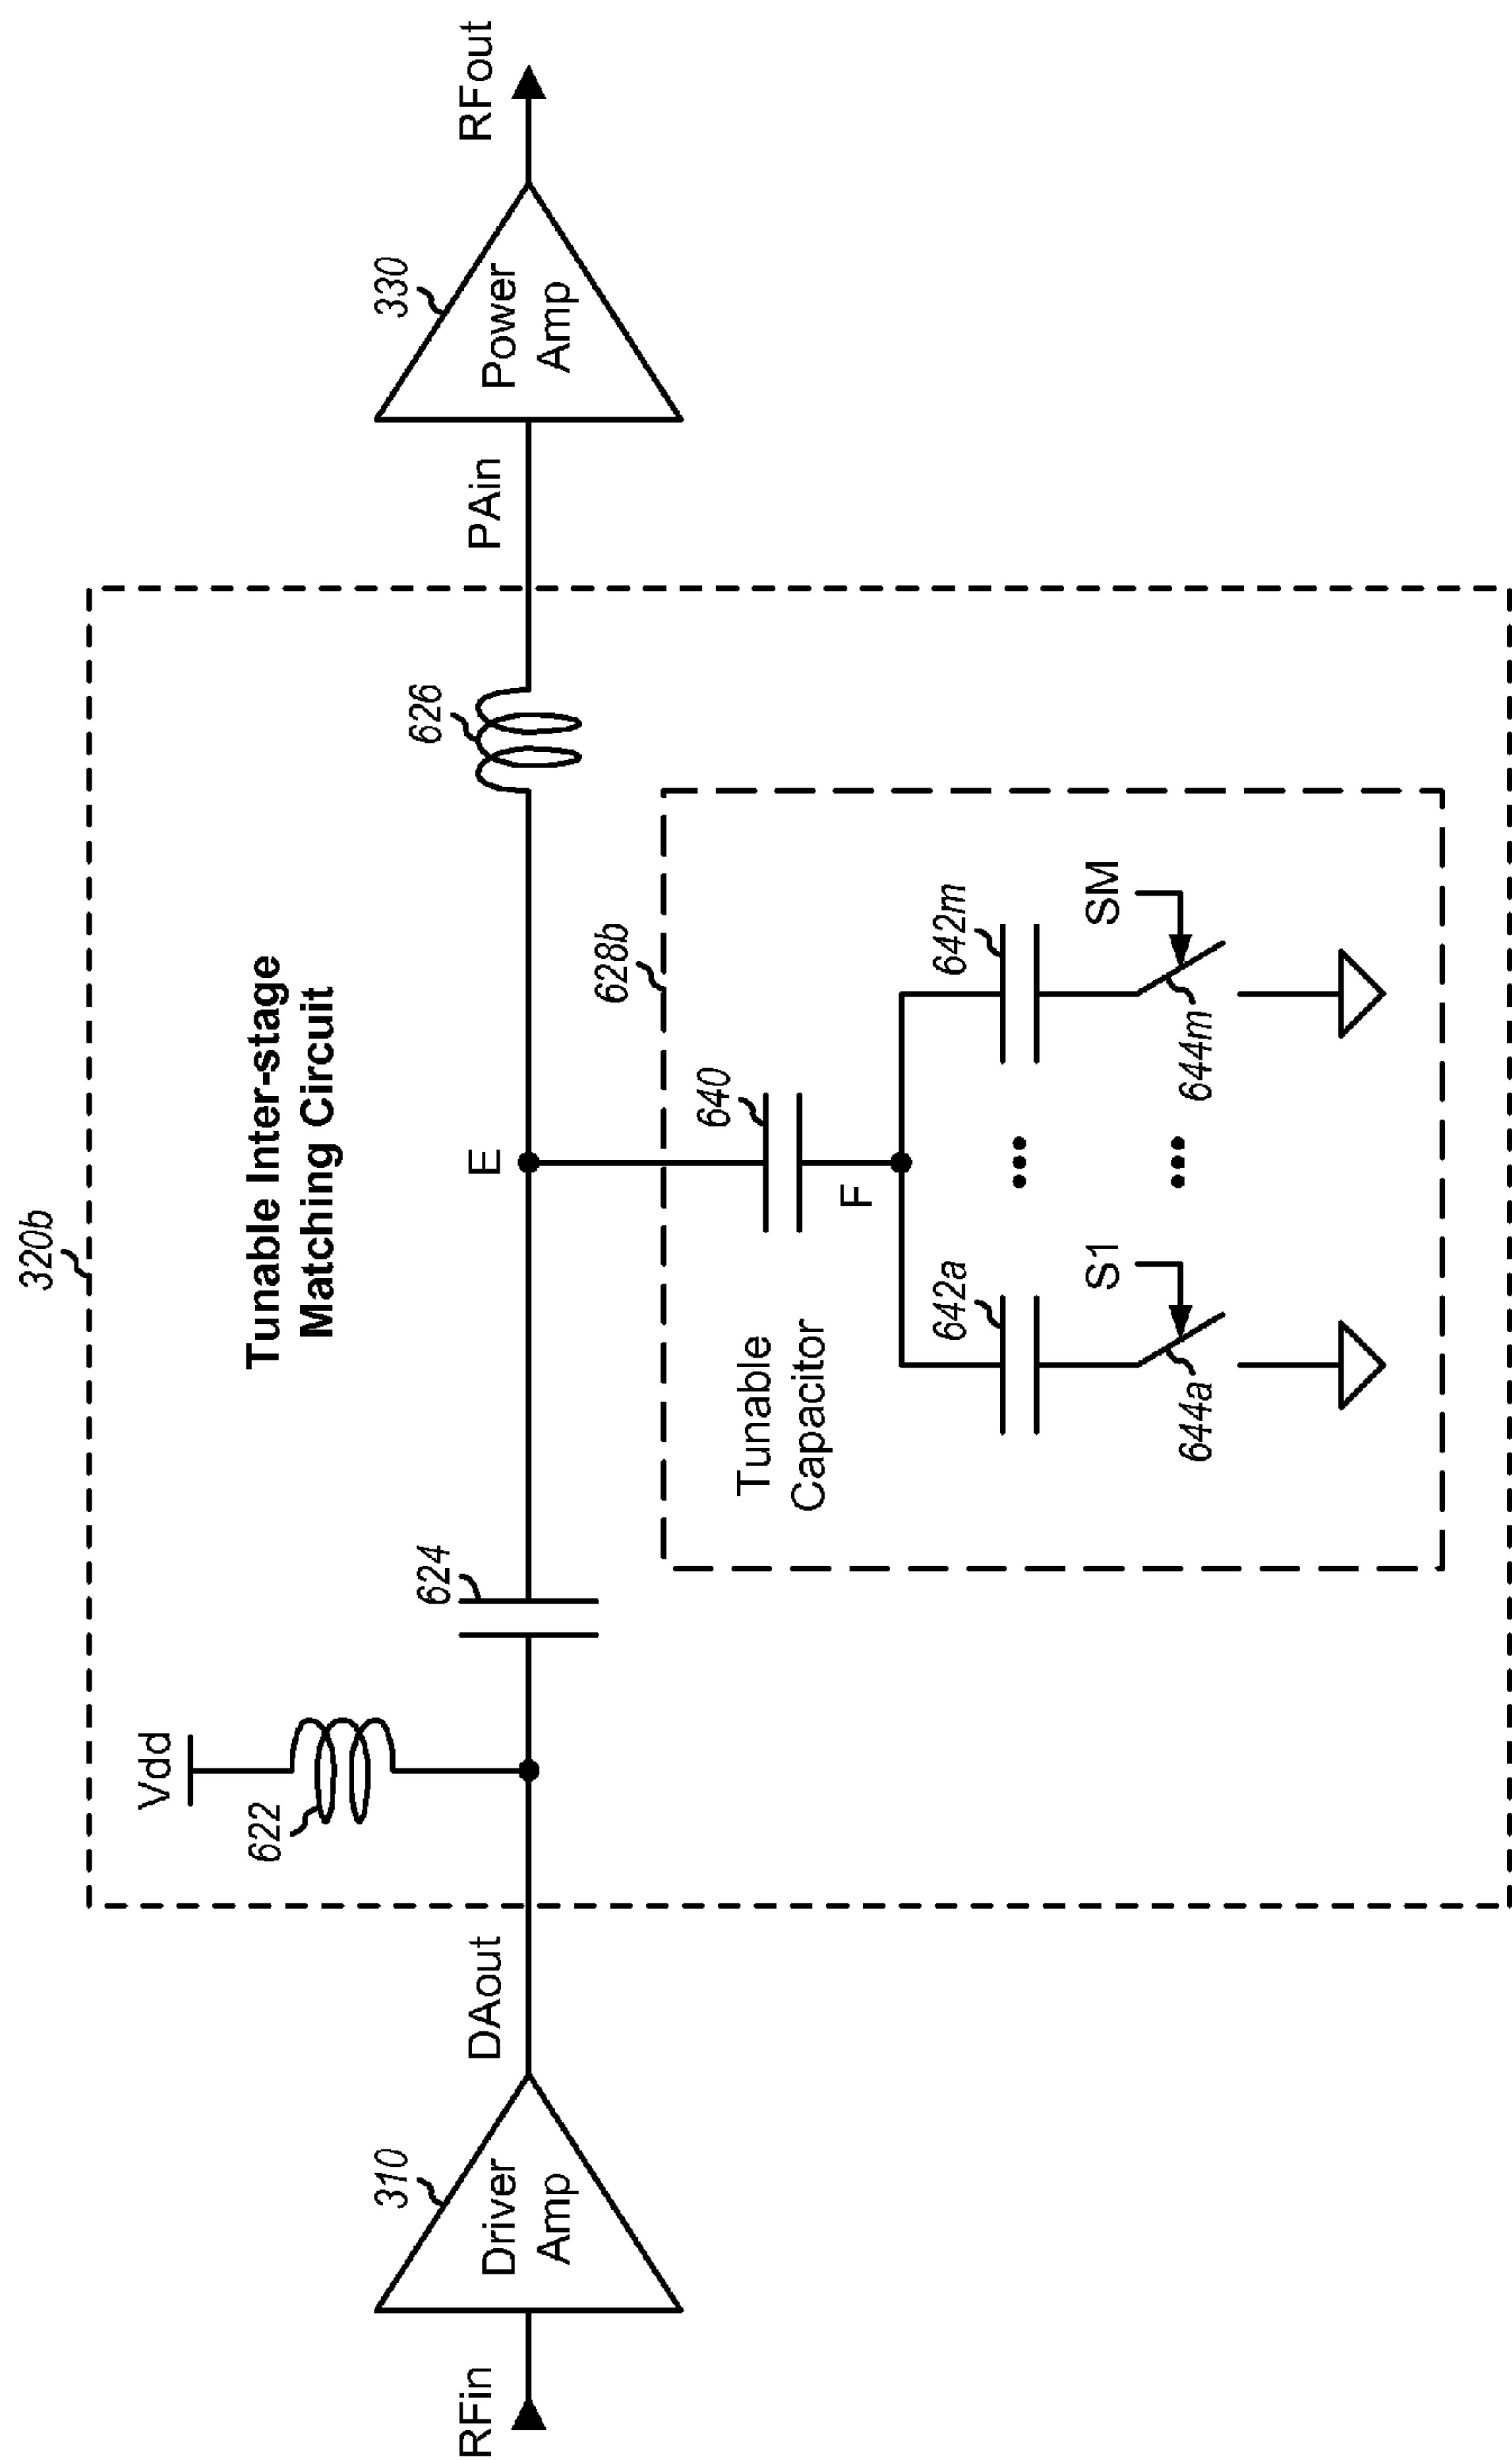 320b
Tunable Inter-stage
Matching Circuit
Vdd
622
624
626
RFin
310
Driver
Amp
DAout
E
PAin
330
Power
Amp
RFout
628b
Tunable
Capacitor
640
F
642a
642m
S1
SM
644a
644m
...
...